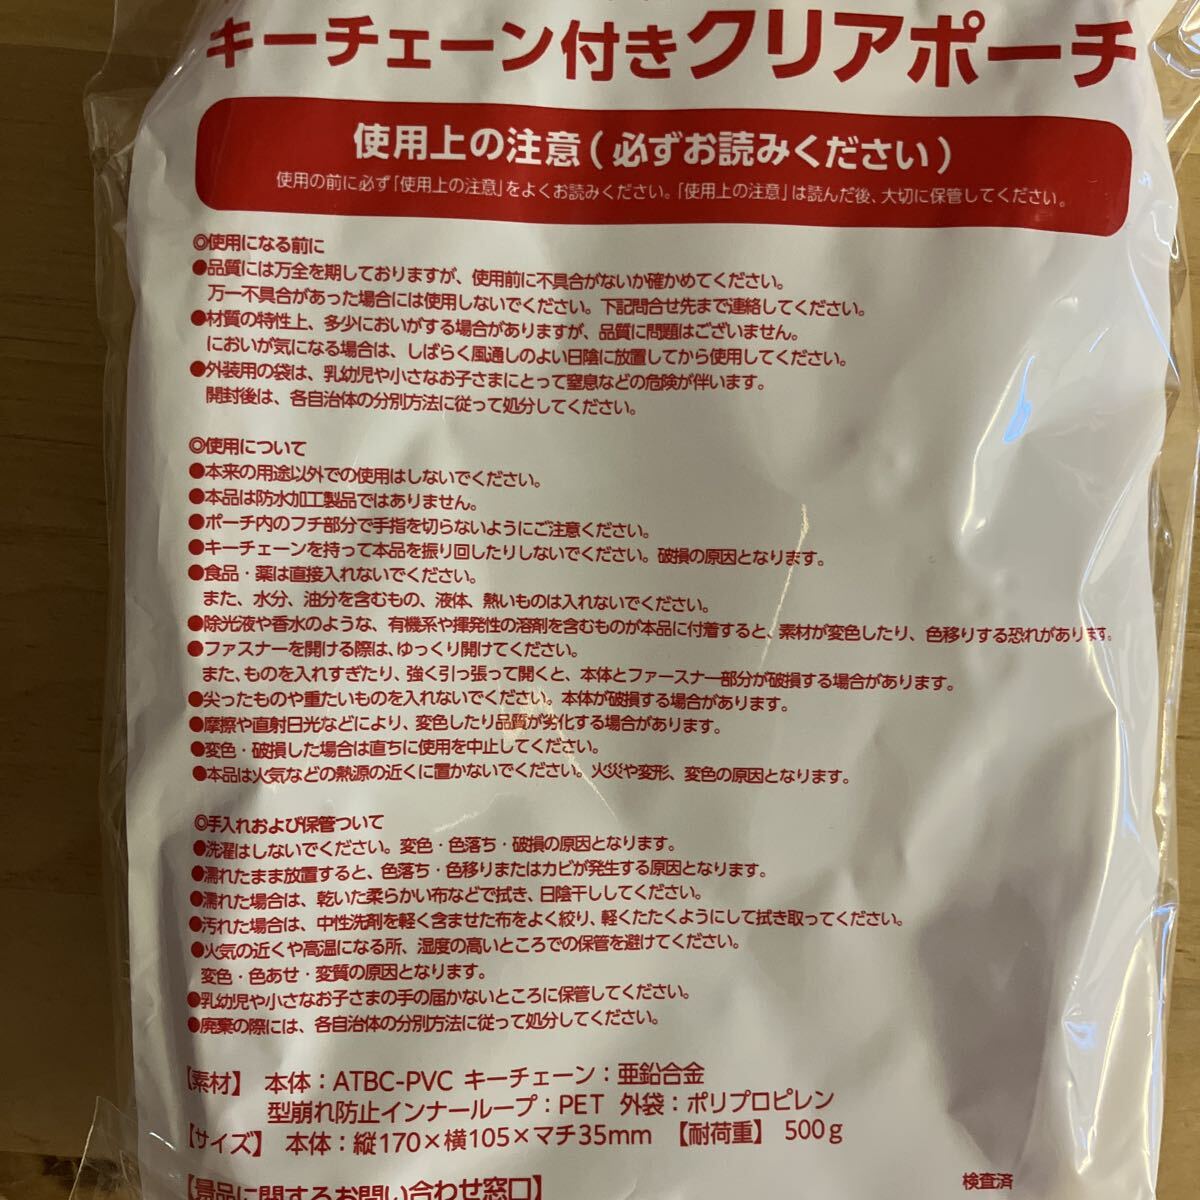 キーチェーン付きクリアポーチ
使用上の注意(必ずお読みください)
使用の前に必ず「使用上の注意」をよくお読みください。「使用上の注意」は読んだ後、大切に保管してください。
◎使用になる前に
●品質には万全を期しておりますが、使用前に不具合がないか確かめてください。
万一不具合があった場合には使用しないでください。下記問合せ先まで連絡してください。
●材質の特性上、多少においがする場合がありますが、品質に問題はございません。
においが気になる場合は、しばらく風通しのよい日陰に放置してから使用してください。
●外装用の袋は、乳幼児や小さなお子さまにとって窒息などの危険が伴います。
開封後は、各自治体の分別方法に従って処分してください。
◎使用について
●本来の用途以外での使用はしないでください。
●本品は防水加工製品ではありません。
●ポーチ内のフチ部分で手指を切らないようにご注意ください。
●キーチェーンを持って本品を振り回したりしないでください。破損の原因となります。
●食品・薬は直接入れないでください。
また、水分、油分を含むもの、液体、熱いものは入れないでください。
●除光液や香水のような、有機系や揮発性の溶剤を含むものが本品に付着すると、素材が変色したり、色移りする恐れがあります。
●ファスナーを開ける際は、ゆっくり開けてください。
また、ものを入れすぎたり、強く引っ張って開くと、本体とファースナー部分が破損する場合があります。
●尖ったものや重たいものを入れないでください。本体が破損する場合があります。
●摩擦や直射日光などにより、変色したり品質が劣化する場合があります。
●変色・破損した場合は直ちに使用を中止してください。
●本品は火気などの熱源の近くに置かないでください。火災や変形、変色の原因となります。
◎手入れおよび保管ついて
●洗濯はしないでください。変色・色落ち・破損の原因となります。
●濡れたまま放置すると、色落ち・色移りまたはカビが発生する原因となります。
●濡れた場合は、乾いた柔らかい布などで拭き、日陰干ししてください。
●汚れた場合は、中性洗剤を軽く含ませた布をよく絞り、軽くたたくようにして拭き取ってください。
●火気の近くや高温になる所、湿度の高いところでの保管を避けてください。
変色・色あせ・変質の原因となります。
●乳幼児や小さなお子さまの手の届かないところに保管してください。
●廃棄の際には、各自治体の分別方法に従って処分してください。
【素材】 本体:ATBC-PVC キーチェーン:亜鉛合金
型崩れ防止インナーループ:PET 外袋:ポリプロピレン
【サイズ】 本体:縦170×横105×マチ35mm 【耐荷重】 500g
【景品に関するお問い合わせ窓口】
検査済